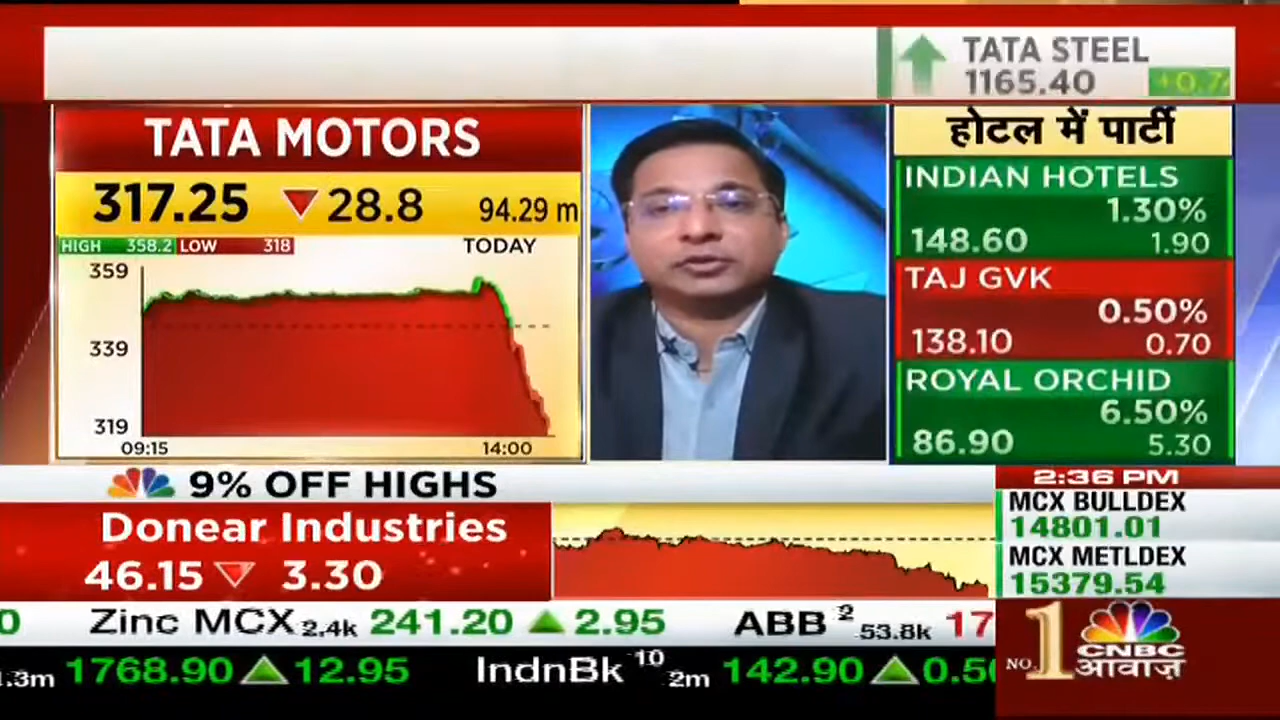 TATA STEEL
1165.40
TATA MOTORS
317.25 28.8 94.29 m
HIGH 358.2 LOW 318 TODAY
359
339
319
09:15 14:00
होटल में पार्टी
INDIAN HOTELS
1.30%
148.60 1.90
TAJ GVK
0.50%
138.10 0.70
ROYAL ORCHID
6.50%
86.90 5.30
9% OFF HIGHS
Donear Industries
46.15 3.30
2:36 PM
MCX BULLDEX
14801.01
MCX METLDEX
15379.54
0 Zinc MCX 2.4k 241.20 2.95 ABB 2 53.8k 17
.3m 1768.90 12.95 IndnBk 10 2m 142.90 0.50
NO. 1 CNBC
आवाज़